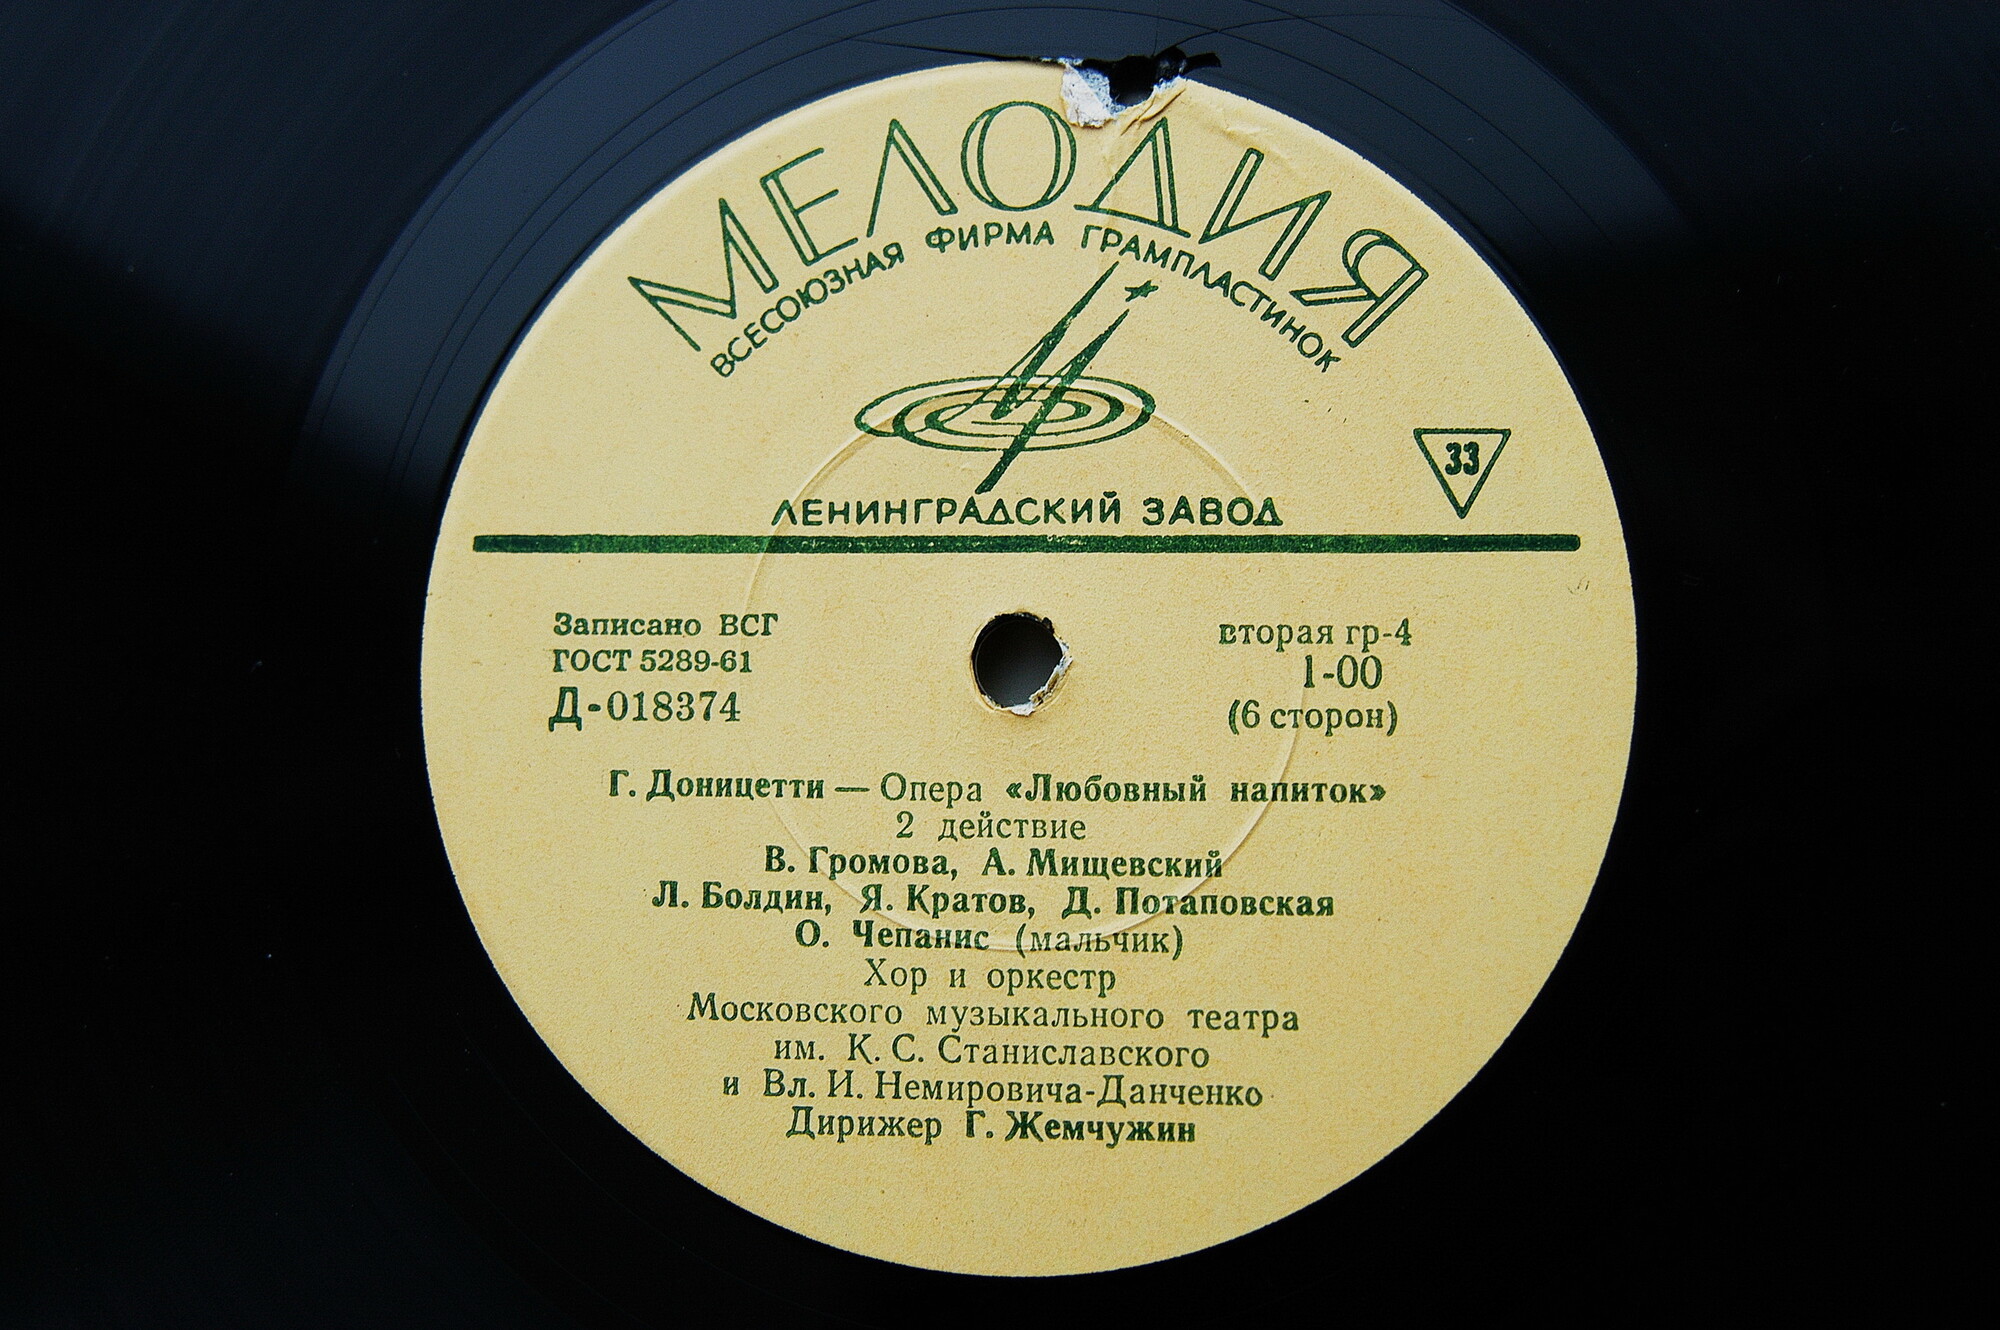 МЕЛОДИЯ
ВСЕСОЮЗНАЯ ФИРМА ГРАМПЛАСТИНОК
33
ЛЕНИНГРАДСКИЙ ЗАВОД
Записано ВСГ
ГОСТ 5289-61
Д-018374
вторая гр-4
1-00
(6 сторон)
Г. Доницетти — Опера «Любовный напиток»
2 действие
В. Громова, А. Мищевский
Л. Болдин, Я. Кратов, Д. Потаповская
О. Чепанис (мальчик)
Хор и оркестр
Московского музыкального театра
им. К. С. Станиславского
и Вл. И. Немировича-Данченко
Дирижер Г. Жемчужин